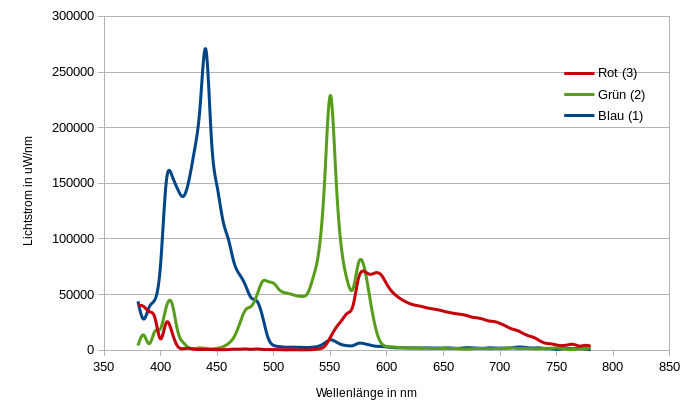 300000
250000
200000
150000
100000
50000
0
Lichtstrom in uW/nm
Rot (3)
Grün (2)
Blau (1)
350 400 450 500 550 600 650 700 750 800 850
Wellenlänge in nm